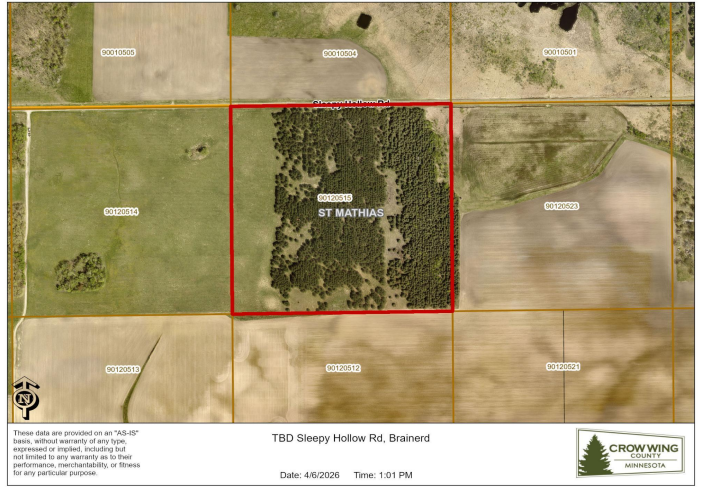 90010505
90010504
90010501
Sleepy Hollow Rd
90120514
90120515
ST MATHIAS
90120523
90120513
90120512
90120521
N
These data are provided on an "AS-IS"
basis, without warranty of any type,
expressed or implied, including but
not limited to any warranty as to their
performance, merchantability, or fitness
for any particular purpose.
TBD Sleepy Hollow Rd, Brainerd
Date: 4/6/2026 Time: 1:01 PM
CROW WING
COUNTY
MINNESOTA